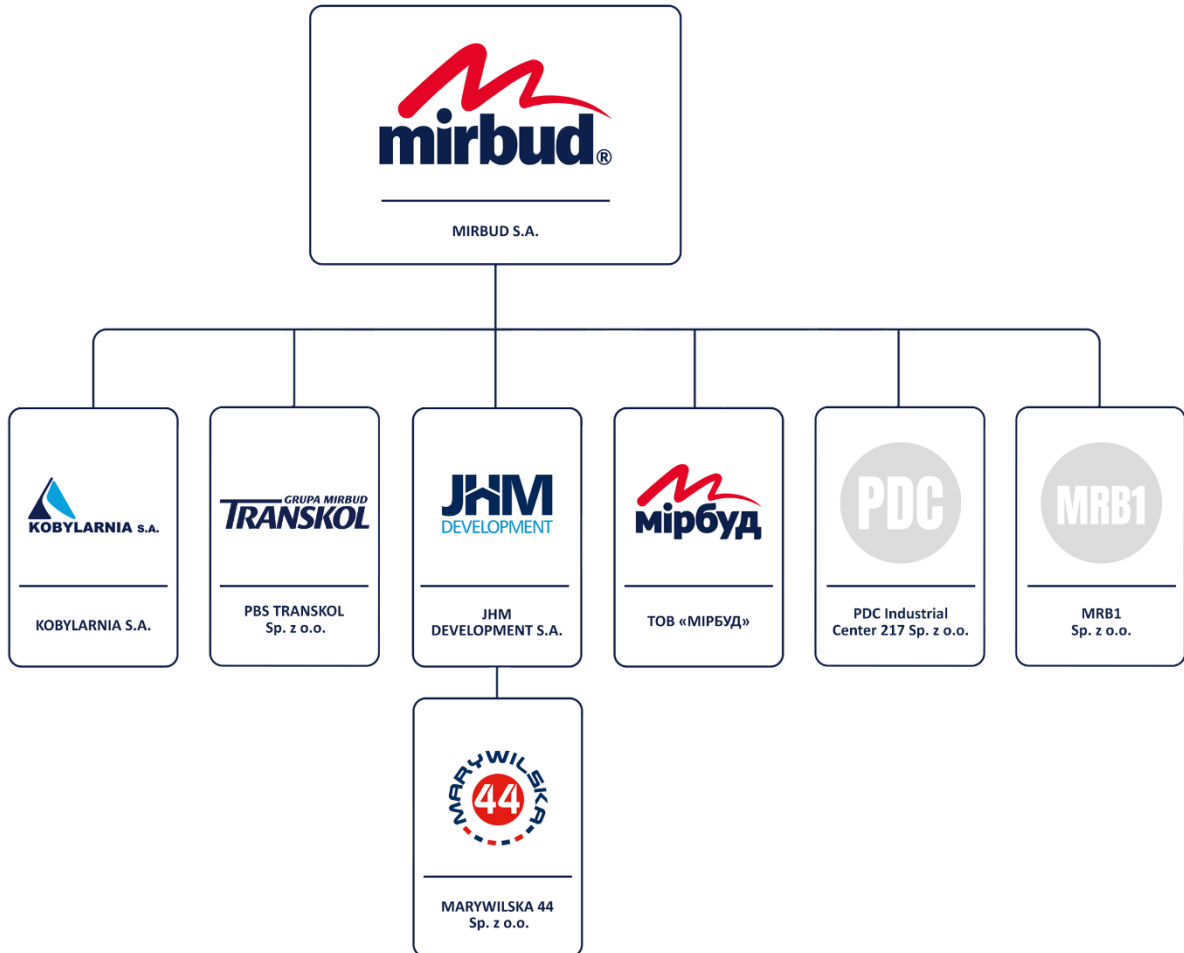 mirbud®
MIRBUD S.A.
KOBYLARNIA S.A.
KOBYLARNIA S.A.
GRUPA MIRBUD
TRANSKOL
PBS TRANSKOL
Sp. z o.o.
JHM
DEVELOPMENT
JHM
DEVELOPMENT S.A.
мірбуд
ТОВ «МІРБУД»
PDC
PDC Industrial
Center 217 Sp. z o.o.
MRB1
MRB1
Sp. z o.o.
MARYWILSKA
44
MARYWILSKA 44
Sp. z o.o.